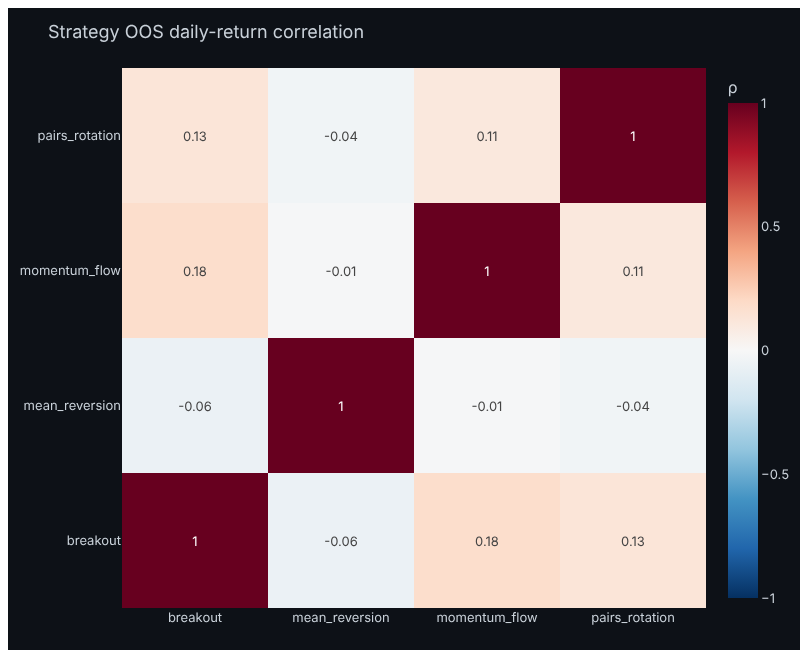 Strategy OOS daily-return correlation
ρ
pairs_rotation 0.13 -0.04 0.11 1
momentum_flow 0.18 -0.01 1 0.11
mean_reversion -0.06 1 -0.01 -0.04
breakout 1 -0.06 0.18 0.13
breakout mean_reversion momentum_flow pairs_rotation
1
0.5
0
−0.5
−1